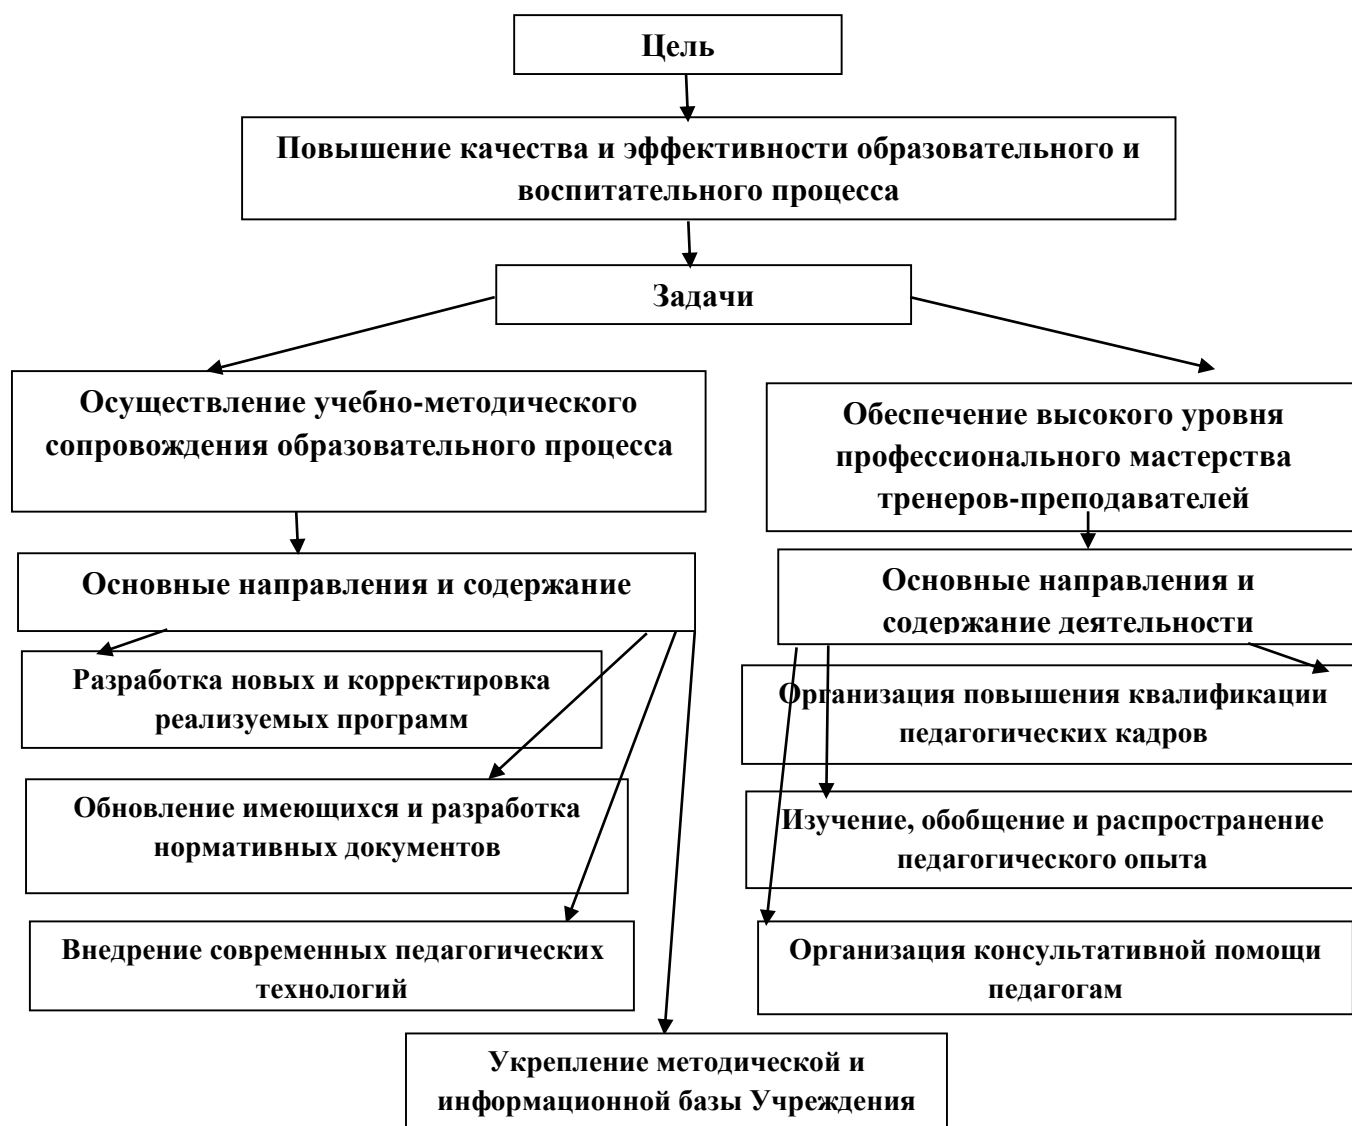 Цель
Повышение качества и эффективности образовательного и
воспитательного процесса
Задачи
Осуществление учебно-методического
сопровождения образовательного процесса
Обеспечение высокого уровня
профессионального мастерства
тренеров-преподавателей
Основные направления и содержание
Основные направления и
содержание деятельности
Разработка новых и корректировка
реализуемых программ
Организация повышения квалификации
педагогических кадров
Обновление имеющихся и разработка
нормативных документов
Изучение, обобщение и распространение
педагогического опыта
Внедрение современных педагогических
технологий
Организация консультативной помощи
педагогам
Укрепление методической и
информационной базы Учреждения